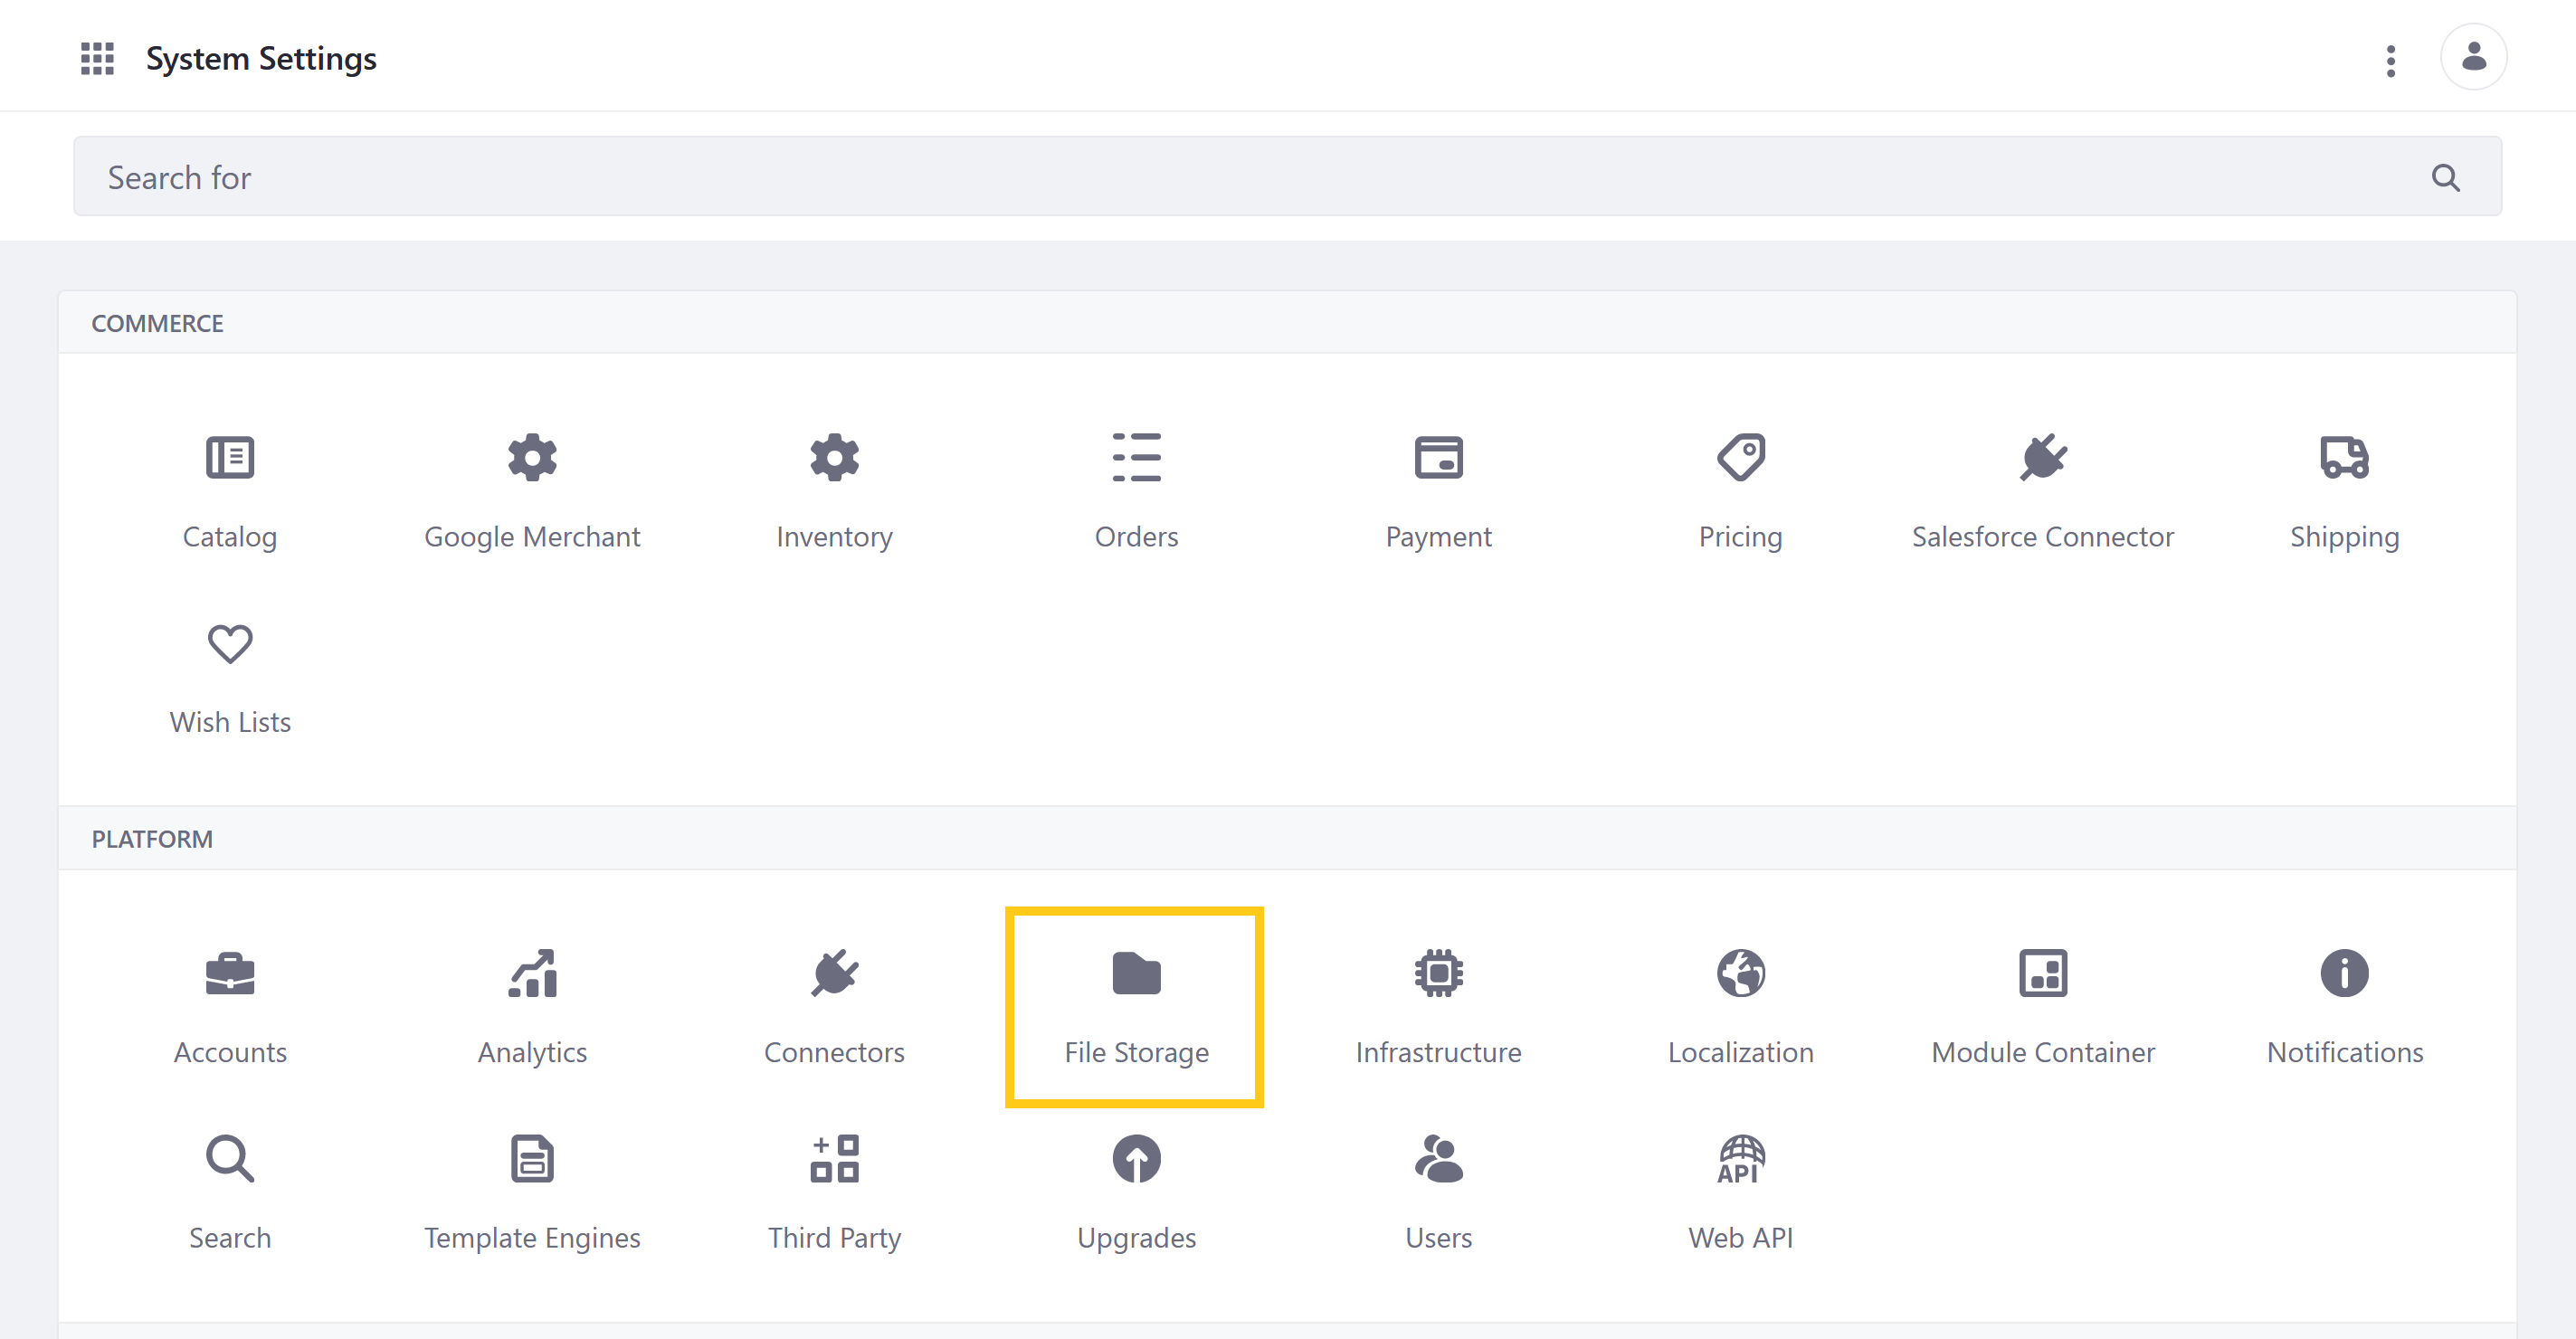 System Settings
Search for
COMMERCE
Catalog
Google Merchant
Inventory
Orders
Payment
Pricing
Salesforce Connector
Shipping
Wish Lists
PLATFORM
Accounts
Analytics
Connectors
File Storage
Infrastructure
Localization
Module Container
Notifications
Search
Template Engines
Third Party
Upgrades
Users
API
Web API